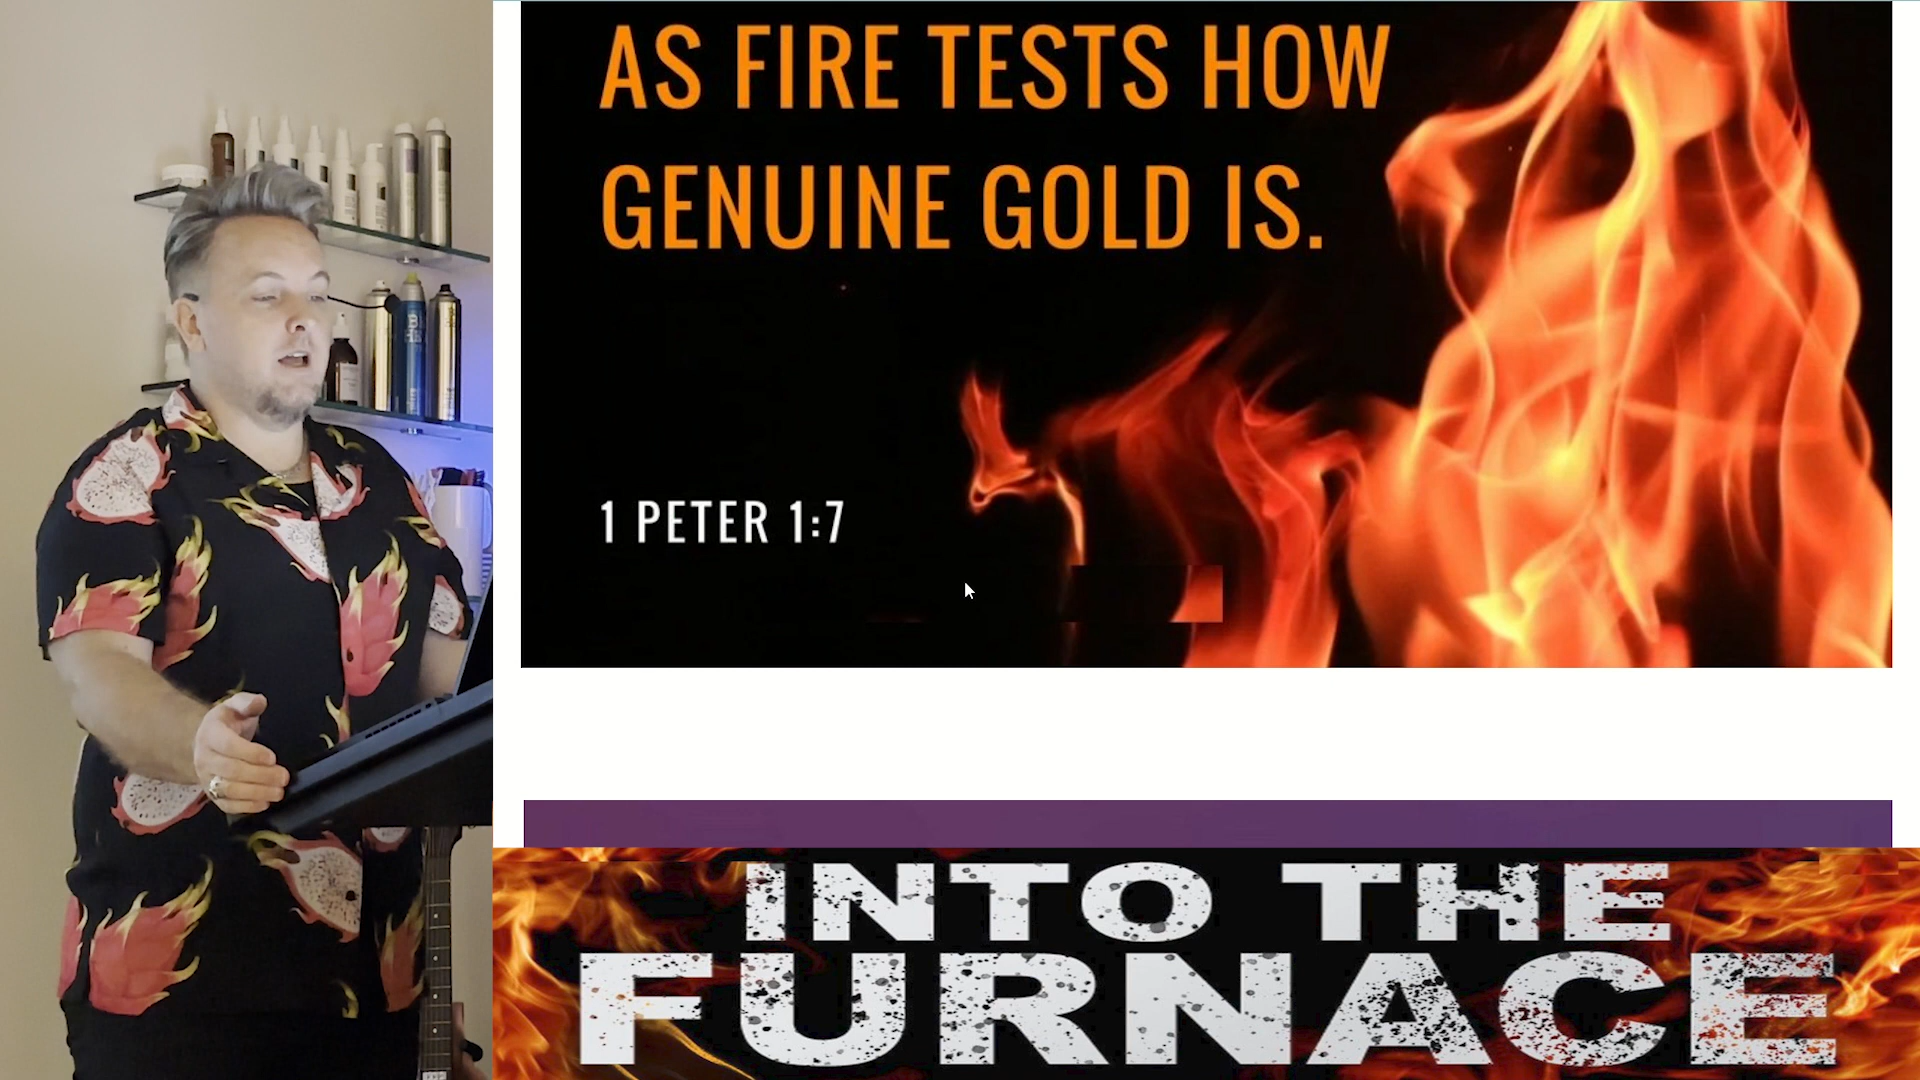 AS FIRE TESTS HOW
GENUINE GOLD IS.
1 PETER 1:7
INTO THE
FURNACE